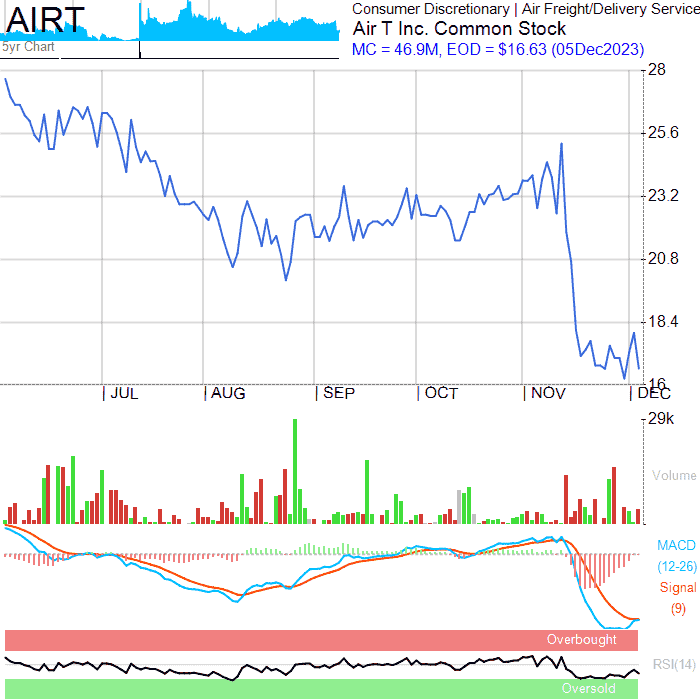 AIRT
5yr Chart
Consumer Discretionary | Air Freight/Delivery Service
Air T Inc. Common Stock
MC = 46.9M, EOD = $16.63 (05Dec2023)
28
25.6
23.2
20.8
18.4
16
JUL AUG SEP OCT NOV DEC
29k
Volume
MACD
(12-26)
Signal
(9)
Overbought
RSI(14)
Oversold